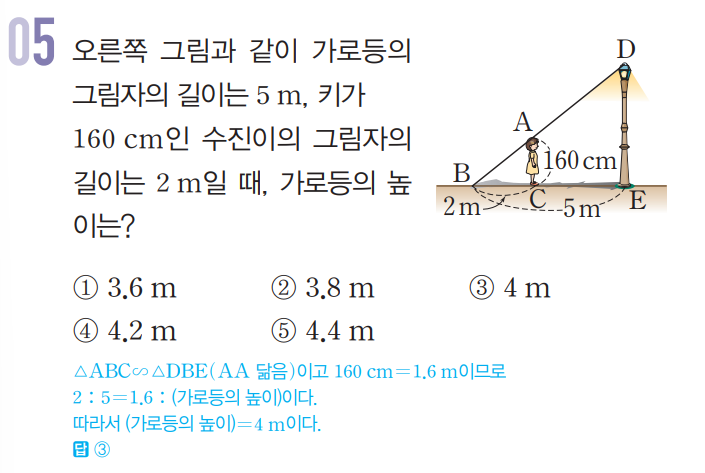 05
오른쪽 그림과 같이 가로등의
그림자의 길이는 5 m, 키가
160 cm인 수진이의 그림자의
길이는 2 m일 때, 가로등의 높
이는?
D
A
160 cm
B
C
E
2 m
5 m
① 3.6 m ② 3.8 m ③ 4 m
④ 4.2 m ⑤ 4.4 m
△ABC∽△DBE(AA 닮음)이고 160 cm=1.6 m이므로
2 : 5=1.6 : (가로등의 높이)이다.
따라서 (가로등의 높이)=4 m이다.
답 ③